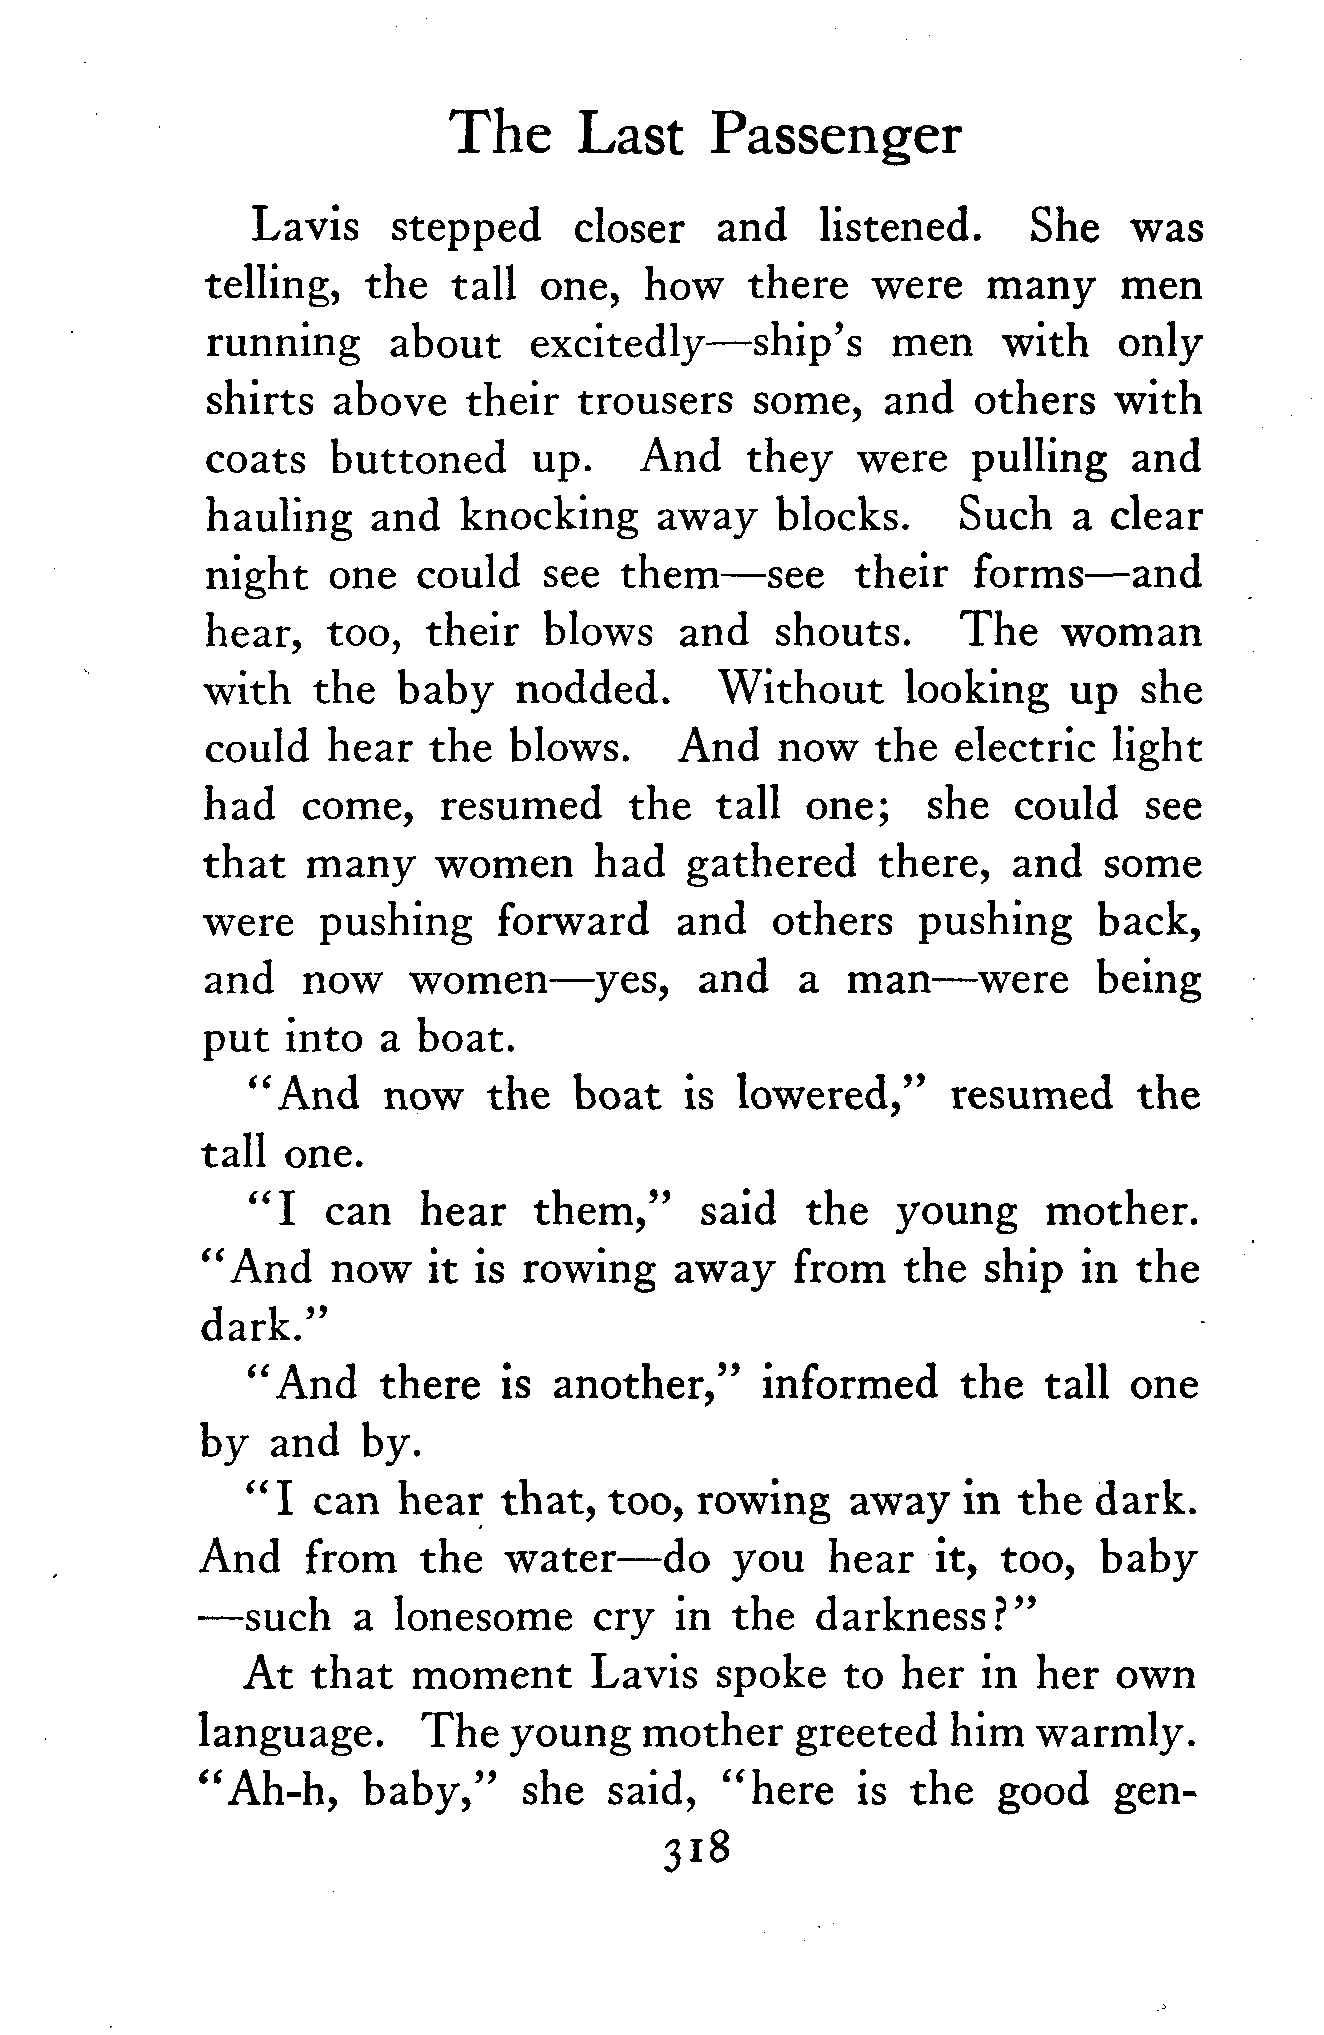 The Last Passenger
Lavis stepped closer and listened. She was
telling, the tall one, how there were many men
running about excitedly—ship's men with only
shirts above their trousers some, and others with
coats buttoned up. And they were pulling and
hauling and knocking away blocks. Such a clear
night one could see them—see their forms—and
hear, too, their blows and shouts. The woman
with the baby nodded. Without looking up she
could hear the blows. And now the electric light
had come, resumed the tall one; she could see
that many women had gathered there, and some
were pushing forward and others pushing back,
and now women—yes, and a man—were being
put into a boat.
“And now the boat is lowered,” resumed the
tall one.
“I can hear them,” said the young mother.
“And now it is rowing away from the ship in the
dark.”
“And there is another,” informed the tall one
by and by.
“I can hear that, too, rowing away in the dark.
And from the water—do you hear it, too, baby
—such a lonesome cry in the darkness?”
At that moment Lavis spoke to her in her own
language. The young mother greeted him warmly.
“Ah-h, baby,” she said, “here is the good gen-
318